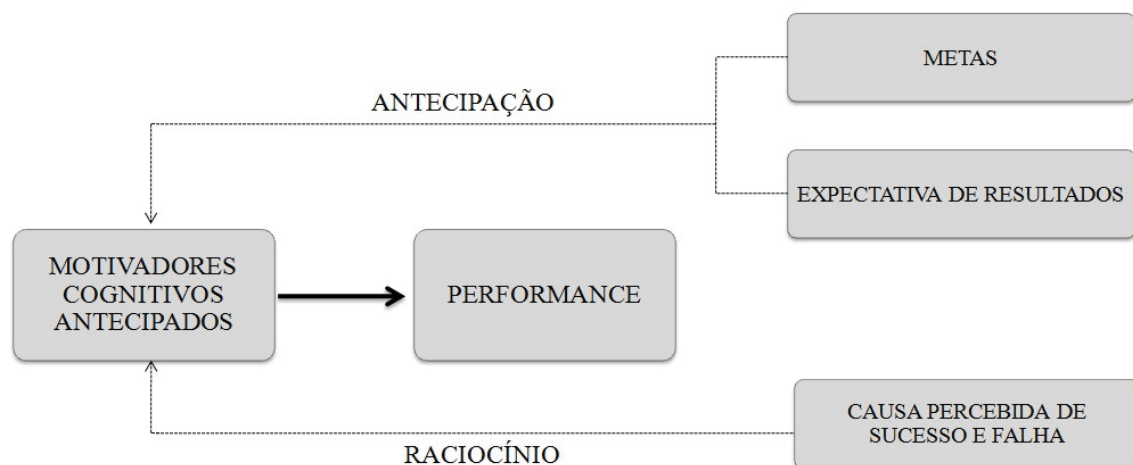 METAS
ANTECIPAÇÃO
EXPECTATIVA DE RESULTADOS
MOTIVADORES
COGNITIVOS
ANTECIPADOS
PERFORMANCE
CAUSA PERCEBIDA DE
SUCESSO E FALHA
RACIOCÍNIO